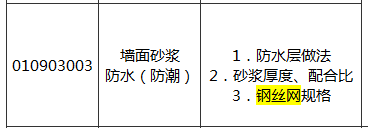 010903003
墙面砂浆
防水（防潮）
1．防水层做法
2．砂浆厚度、配合比
3．钢丝网规格